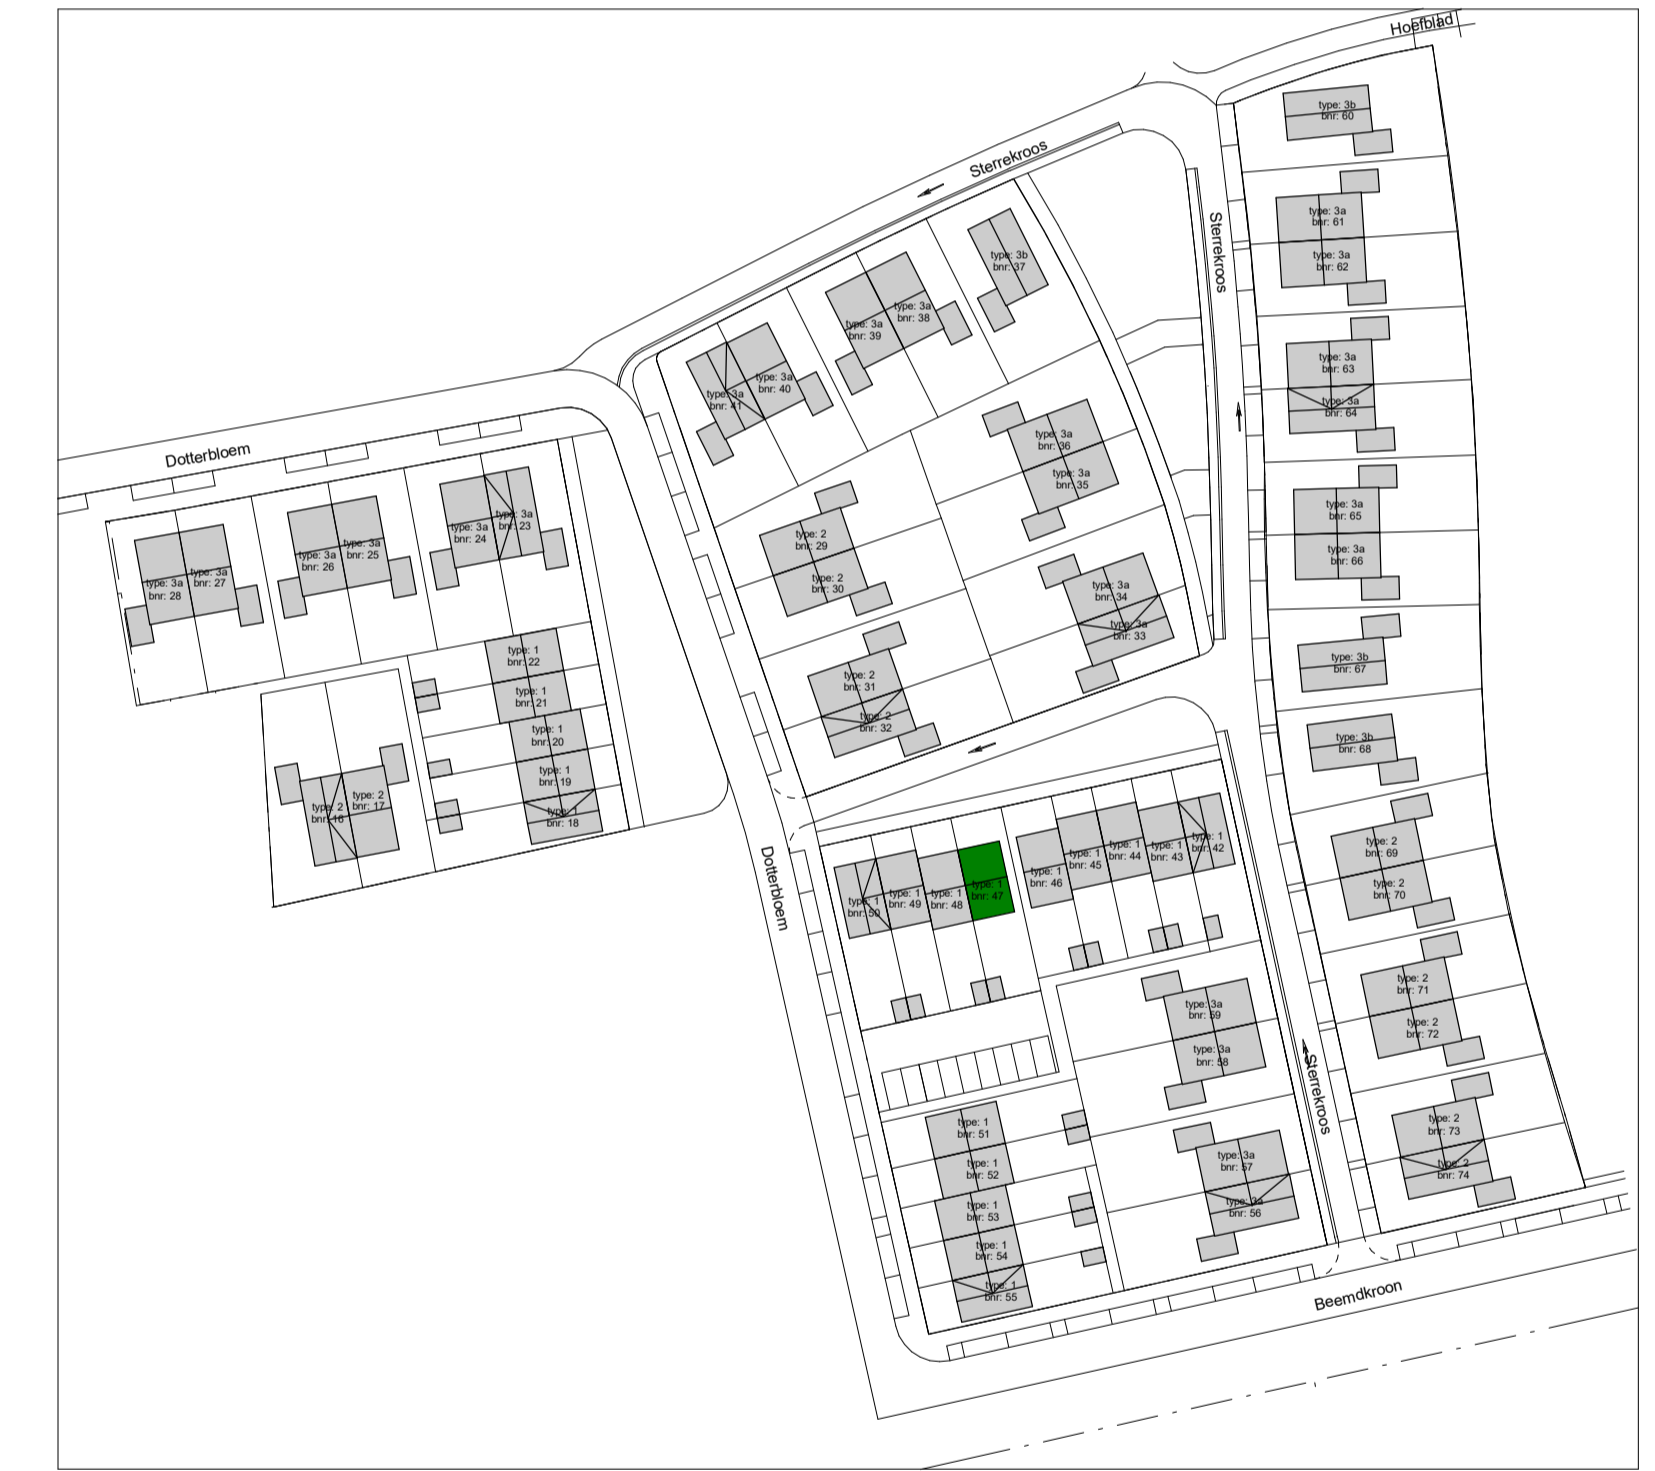 Hoefblad
type: 3b
bnr: 60
Sterrekroos
type: 3a
bnr: 61
Sterrekroos
type: 3b
bnr: 37
type: 3a
bnr: 62
type: 3a
bnr: 38
type: 3a
bnr: 39
type: 3a
bnr: 63
type: 3a
bnr: 40
type: 3a
bnr: 41
type: 3a
bnr: 64
Dotterbloem
type: 3a
bnr: 36
type: 3a
bnr: 35
type: 3a
bnr: 65
type: 3a
bnr: 23
type: 3a
bnr: 24
type: 2
bnr: 29
type: 3a
bnr: 25
type: 3a
bnr: 26
type: 3a
bnr: 66
type: 3a
bnr: 27
type: 3a
bnr: 28
type: 2
bnr: 30
type: 3a
bnr: 34
type: 3a
bnr: 33
type: 1
bnr: 22
type: 3b
bnr: 67
type: 2
bnr: 31
type: 1
bnr: 21
type: 2
bnr: 32
type: 1
bnr: 20
type: 3b
bnr: 68
type: 1
bnr: 19
type: 2
bnr: 17
type: 2
bnr: 16
type: 1
bnr: 18
type: 1
bnr: 42
type: 1
bnr: 43
type: 1
bnr: 44
type: 1
bnr: 45
type: 1
bnr: 46
type: 2
bnr: 69
Dotterbloem
type: 1
bnr: 47
type: 1
bnr: 48
type: 1
bnr: 49
type: 1
bnr: 50
type: 2
bnr: 70
type: 2
bnr: 71
type: 3a
bnr: 59
type: 2
bnr: 72
type: 3a
bnr: 58
Sterrekroos
type: 1
bnr: 51
type: 2
bnr: 73
type: 1
bnr: 52
type: 3a
bnr: 57
type: 2
bnr: 74
type: 1
bnr: 53
type: 3a
bnr: 56
type: 1
bnr: 54
type: 1
bnr: 55
Beemdkroon